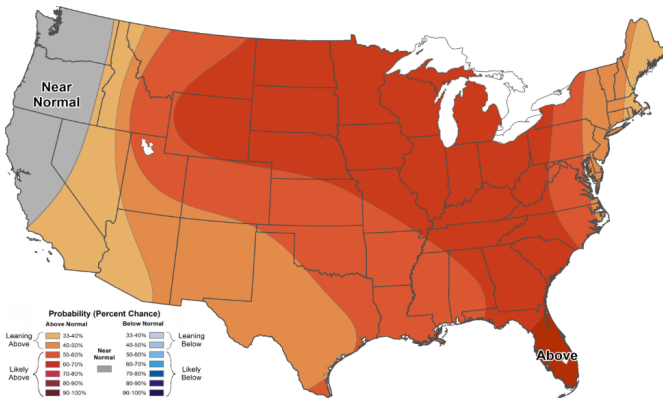 Near
Normal
Above
Probability (Percent Chance)
Above Normal
Below Normal
Leaning
Above
33-40%
40-50%
33-40%
40-50%
Leaning
Below
Likely
Above
50-60%
60-70%
70-80%
80-90%
90-100%
Near
Normal
50-60%
60-70%
70-80%
80-90%
90-100%
Likely
Below